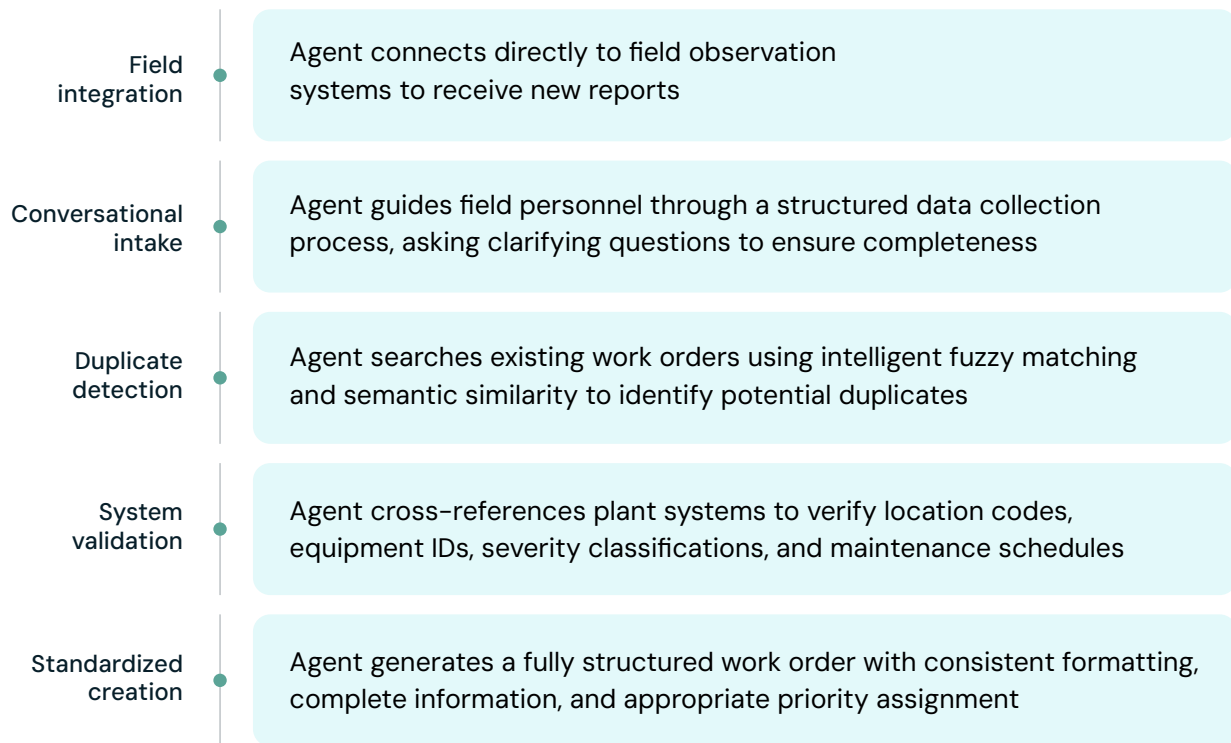 Field
integration
Agent connects directly to field observation
systems to receive new reports
Conversational
intake
Agent guides field personnel through a structured data collection
process, asking clarifying questions to ensure completeness
Duplicate
detection
Agent searches existing work orders using intelligent fuzzy matching
and semantic similarity to identify potential duplicates
System
validation
Agent cross-references plant systems to verify location codes,
equipment IDs, severity classifications, and maintenance schedules
Standardized
creation
Agent generates a fully structured work order with consistent formatting,
complete information, and appropriate priority assignment